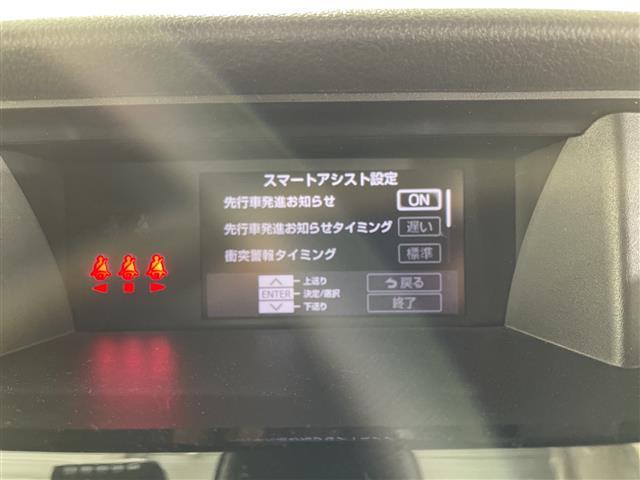 スマートアシスト設定
先行車発進お知らせ ON
先行車発進お知らせタイミング 遅い
衝突警報タイミング 標準
上送り
ENTER 決定/選択
下送り
戻る
終了